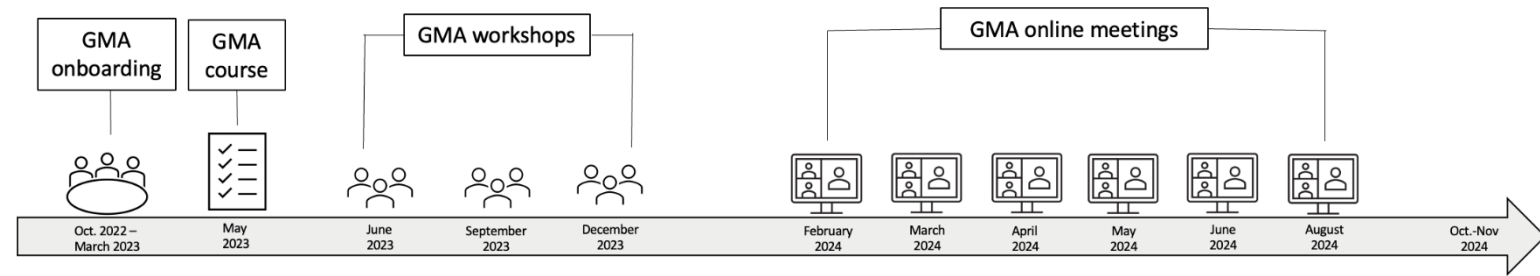 GMA
onboarding
GMA
course
GMA workshops
GMA online meetings
Oct. 2022 –
March 2023
May
2023
June
2023
September
2023
December
2023
February
2024
March
2024
April
2024
May
2024
June
2024
August
2024
Oct.-Nov
2024